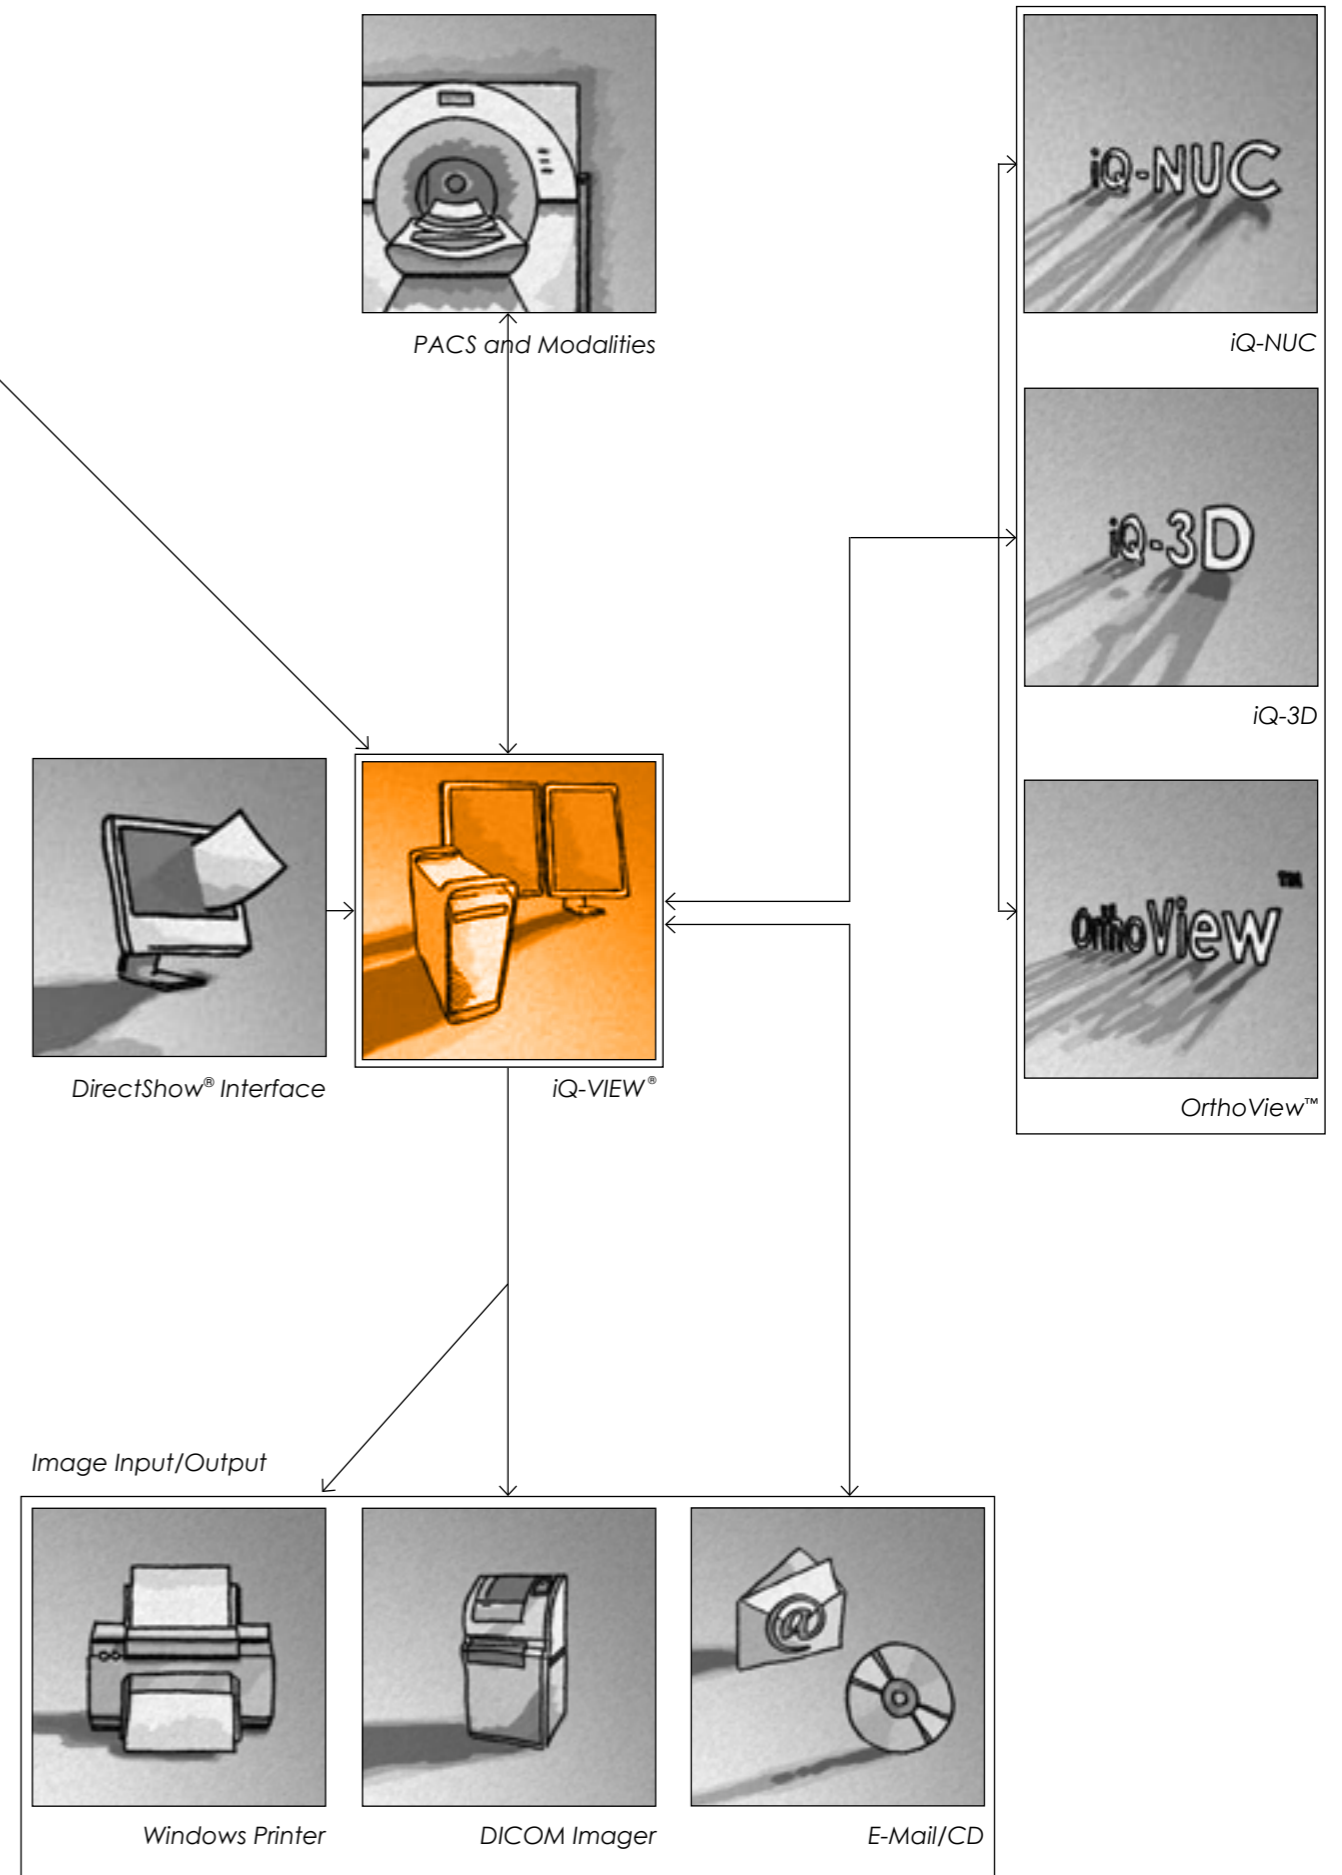 iQ-NUC
PACS and Modalities
iQ-NUC
iQ-3D
iQ-3D
OrthoView™
DirectShow® Interface
iQ-VIEW®
OrthoView™
Image Input/Output
@
Windows Printer
DICOM Imager
E-Mail/CD